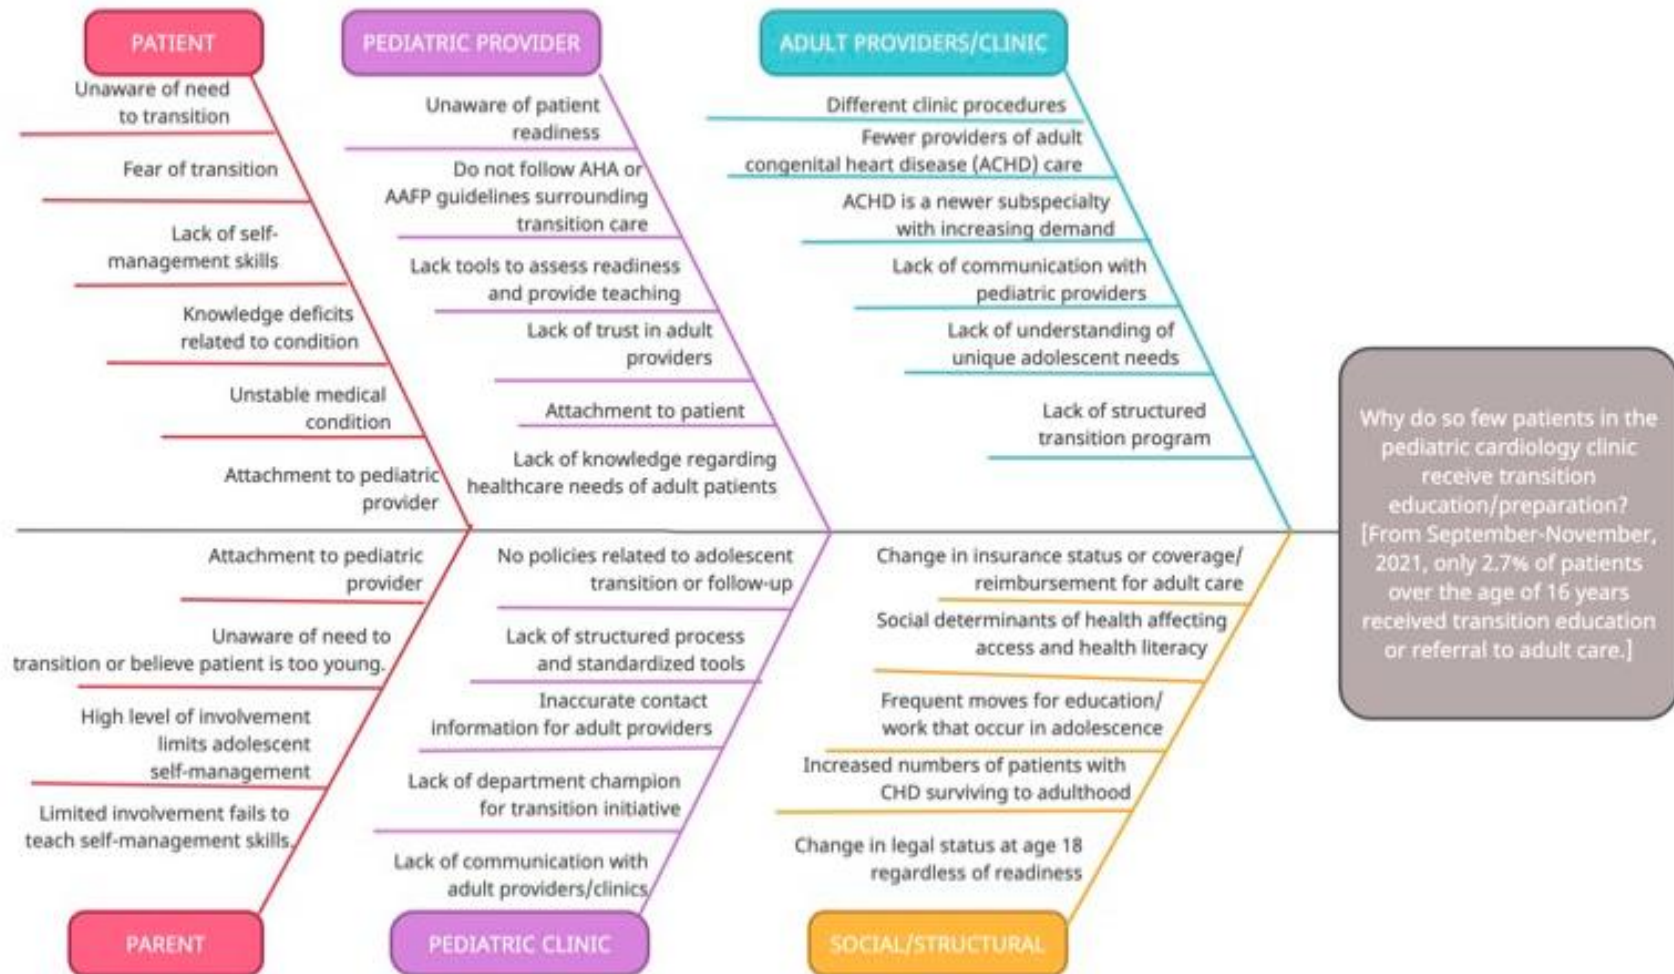 PATIENT
Unaware of need
to transition
Fear of transition
Lack of self-
management skills
Knowledge deficits
related to condition
Unstable medical
condition
Attachment to pediatric
provider
PEDIATRIC PROVIDER
Unaware of patient
readiness
Do not follow AHA or
AAFP guidelines surrounding
transition care
Lack tools to assess readiness
and provide teaching
Lack of trust in adult
providers
Attachment to patient
Lack of knowledge regarding
healthcare needs of adult patients
ADULT PROVIDERS/CLINIC
Different clinic procedures
Fewer providers of adult
congenital heart disease (ACHD) care
ACHD is a newer subspecialty
with increasing demand
Lack of communication with
pediatric providers
Lack of understanding of
unique adolescent needs
Lack of structured
transition program
Attachment to pediatric
provider
Unaware of need to
transition or believe patient is too young.
High level of involvement
limits adolescent
self-management
Limited involvement fails to
teach self-management skills.
PARENT
No policies related to adolescent
transition or follow-up
Lack of structured process
and standardized tools
Inaccurate contact
information for adult providers
Lack of department champion
for transition initiative
Lack of communication with
adult providers/clinics
PEDIATRIC CLINIC
Change in insurance status or coverage/
reimbursement for adult care
Social determinants of health affecting
access and health literacy
Frequent moves for education/
work that occur in adolescence
Increased numbers of patients with
CHD surviving to adulthood
Change in legal status at age 18
regardless of readiness
SOCIAL/STRUCTURAL
Why do so few patients in the
pediatric cardiology clinic
receive transition
education/preparation?
[From September-November,
2021, only 2.7% of patients
over the age of 16 years
received transition education
or referral to adult care.]